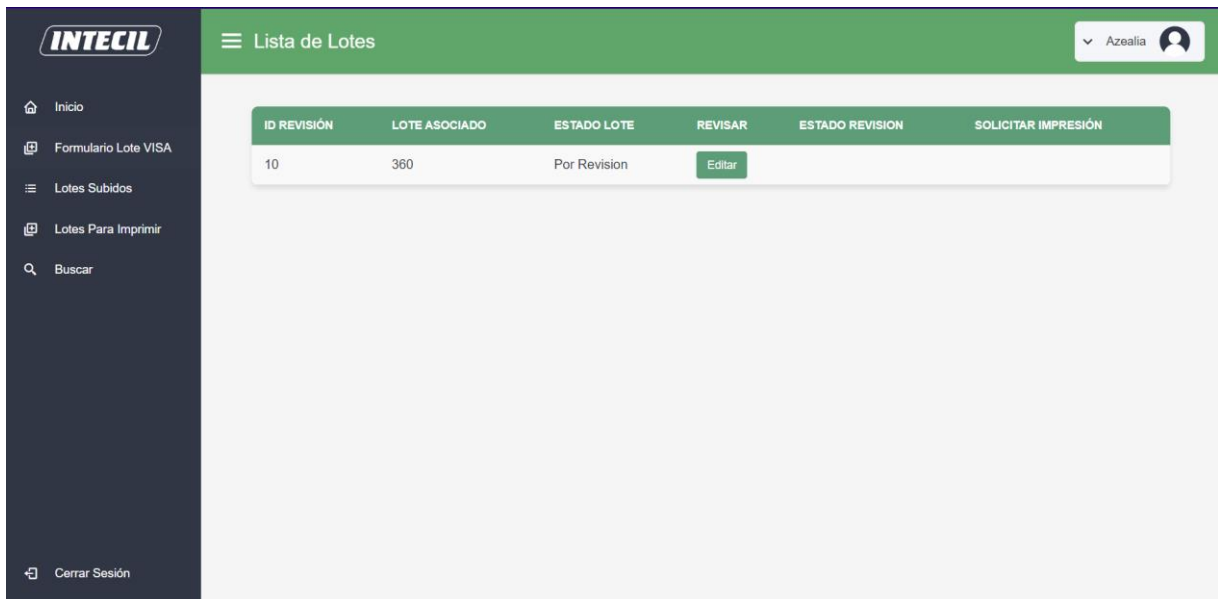 INTECIL
Lista de Lotes
Azealia
Inicio
Formulario Lote VISA
Lotes Subidos
Lotes Para Imprimir
Buscar
Cerrar Sesión
ID REVISIÓN LOTE ASOCIADO ESTADO LOTE REVISAR ESTADO REVISION SOLICITAR IMPRESIÓN
10 360 Por Revision Editar